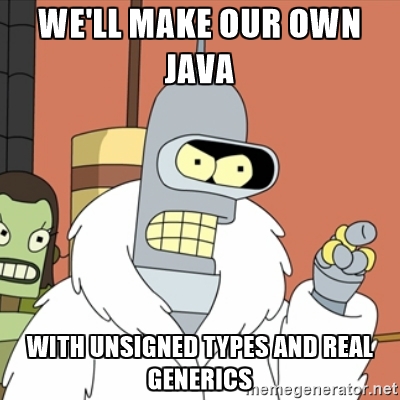 WE'LL MAKE OUR OWN
JAVA
WITH UNSIGNED TYPES AND REAL
GENERICS
memegenerator.net